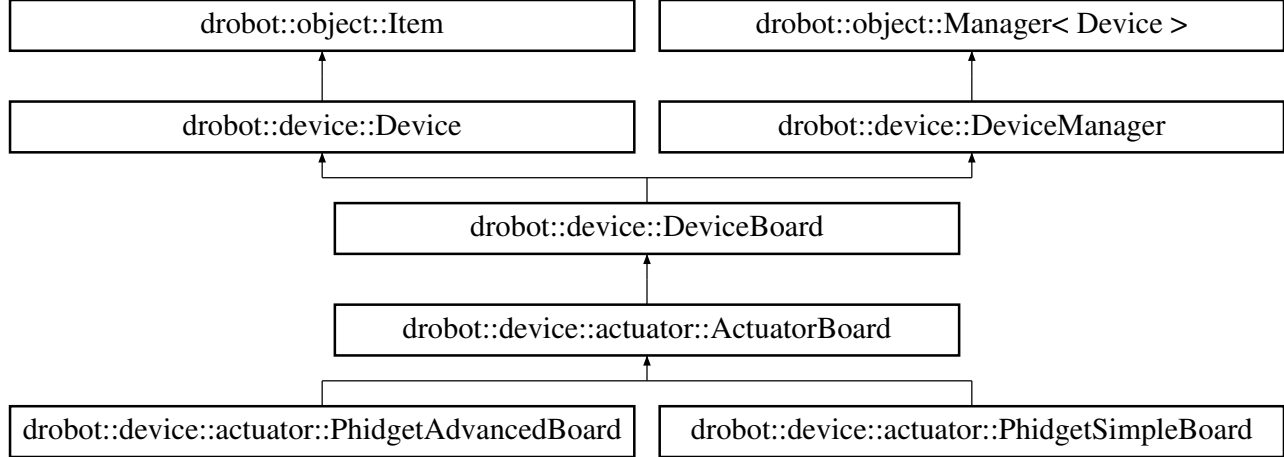 drobot::object::Item
drobot::object::Manager< Device >
drobot::device::Device
drobot::device::DeviceManager
drobot::device::DeviceBoard
drobot::device::actuator::ActuatorBoard
drobot::device::actuator::PhidgetAdvancedBoard
drobot::device::actuator::PhidgetSimpleBoard